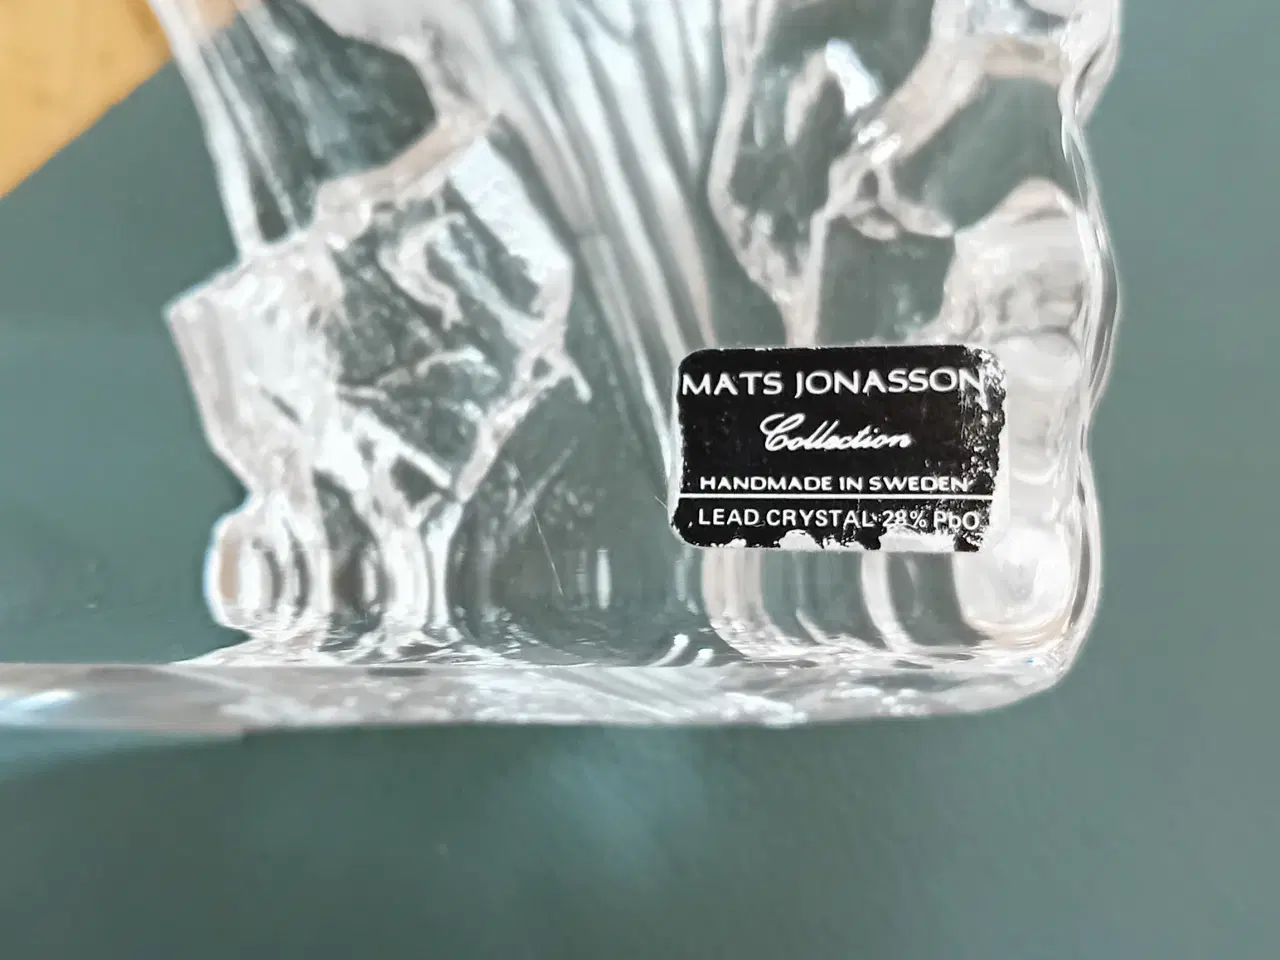 MATS JONASSON
Collection
HANDMADE IN SWEDEN
LEAD CRYSTAL 28% PbO